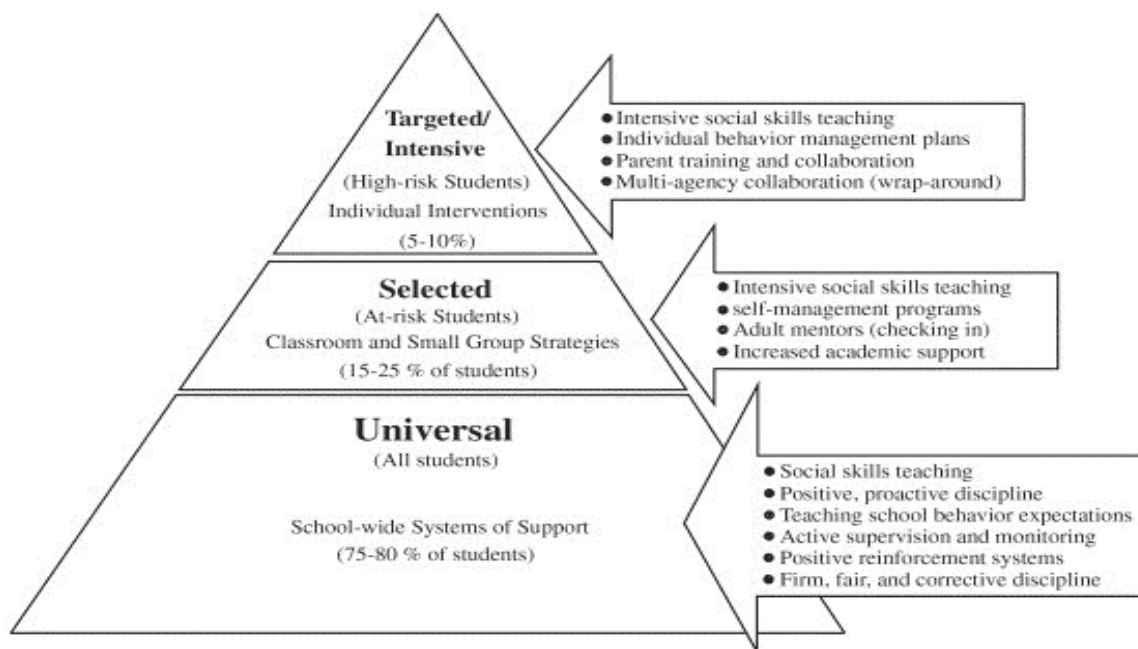 Targeted/
Intensive
(High-risk Students)
Individual Interventions
(5-10%)
● Intensive social skills teaching
● Individual behavior management plans
● Parent training and collaboration
● Multi-agency collaboration (wrap-around)
Selected
(At-risk Students)
Classroom and Small Group Strategies
(15-25 % of students)
● Intensive social skills teaching
● self-management programs
● Adult mentors (checking in)
● Increased academic support
Universal
(All students)
School-wide Systems of Support
(75-80 % of students)
● Social skills teaching
● Positive, proactive discipline
● Teaching school behavior expectations
● Active supervision and monitoring
● Positive reinforcement systems
● Firm, fair, and corrective discipline